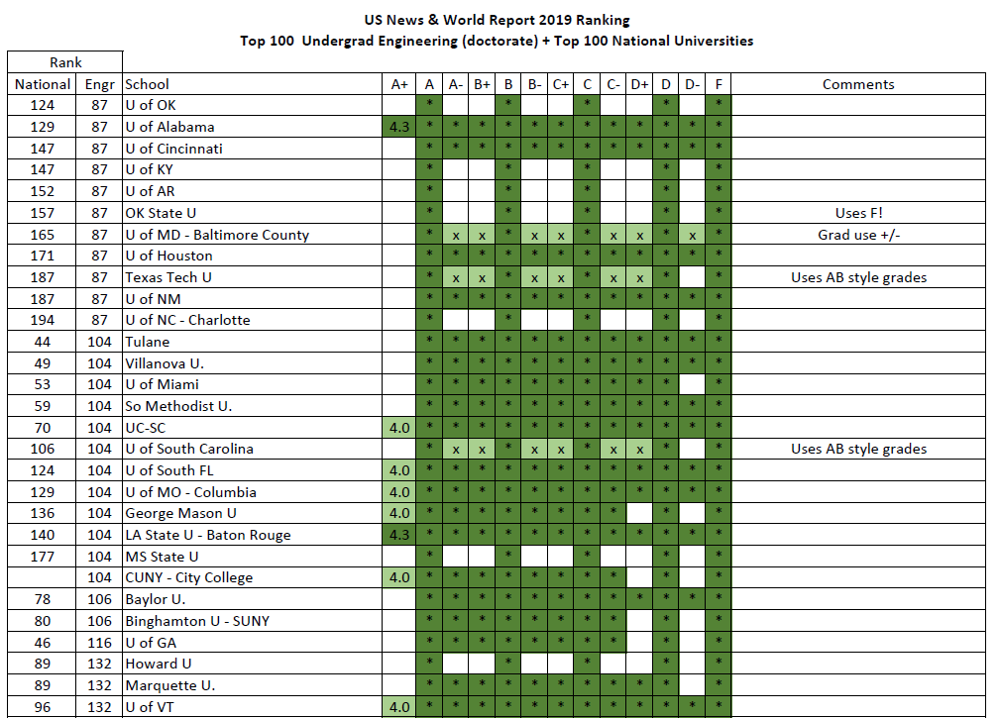 US News & World Report 2019 Ranking
Top 100 Undergrad Engineering (doctorate) + Top 100 National Universities
Rank
National Engr School A+ A A- B+ B B- C+ C C- D+ D D- F Comments
124 87 U of OK * * * * *
129 87 U of Alabama 4.3 * * * * * * * * * * * *
147 87 U of Cincinnati * * * * * * * * * * * *
147 87 U of KY * * * * *
152 87 U of AR * * * * *
157 87 OK State U * * * * * Uses F!
165 87 U of MD - Baltimore County * x x * x x * x x * x * Grad use +/-
171 87 U of Houston * * * * * * * * * * * *
187 87 Texas Tech U * x x * x x * x x * * Uses AB style grades
187 87 U of NM * * * * * * * * * * * *
194 87 U of NC - Charlotte * * * * *
44 104 Tulane * * * * * * * * * * * *
49 104 Villanova U. * * * * * * * * * * * *
53 104 U of Miami * * * * * * * * * * *
59 104 So Methodist U. * * * * * * * * * * * *
70 104 UC-SC 4.0 * * * * * * * * * * * *
106 104 U of South Carolina * x x * x x * x x * * Uses AB style grades
124 104 U of South FL 4.0 * * * * * * * * * * * *
129 104 U of MO - Columbia 4.0 * * * * * * * * * * * *
136 104 George Mason U 4.0 * * * * * * * * * *
140 104 LA State U - Baton Rouge 4.3 * * * * * * * * * * * *
177 104 MS State U * * * * *
104 CUNY - City College 4.0 * * * * * * * * * *
78 106 Baylor U. * * * * * * * * * * * *
80 106 Binghamton U - SUNY * * * * * * * * * *
46 116 U of GA * * * * * * * * * *
89 132 Howard U * * * * *
89 132 Marquette U. * * * * * * * * * * *
96 132 U of VT 4.0 * * * * * * * * * * * *